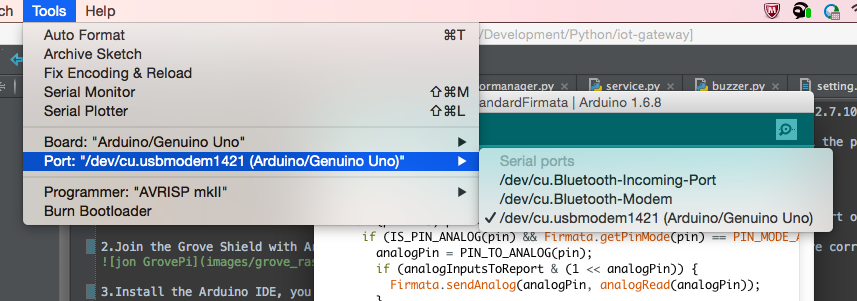 ch Tools Help
Auto Format ⌘T
Archive Sketch
Fix Encoding & Reload
Serial Monitor ⇧⌘M
Serial Plotter ⇧⌘L
Board: "Arduino/Genuino Uno"
Port: "/dev/cu.usbmodem1421 (Arduino/Genuino Uno)"
Programmer: "AVRISP mkII"
Burn Bootloader
/Development/Python/iot-gateway]
ormanager.py service.py buzzer.py setting.
andardFirmata | Arduino 1.6.8
2.7.10
the p
Serial ports
/dev/cu.Bluetooth-Incoming-Port
/dev/cu.Bluetooth-Modem
✓ /dev/cu.usbmodem1421 (Arduino/Genuino Uno)
rt o
if (IS_PIN_ANALOG(pin) && Firmata.getPinMode(pin) == PIN_MODE_A
analogPin = PIN_TO_ANALOG(pin);
if (analogInputsToReport & (1 << analogPin)) {
Firmata.sendAnalog(analogPin, analogRead(analogPin));
}
e corr
2.Join the Grove Shield with Ar
![jon GrovePi](images/grove_ras
3.Install the Arduino IDE, you